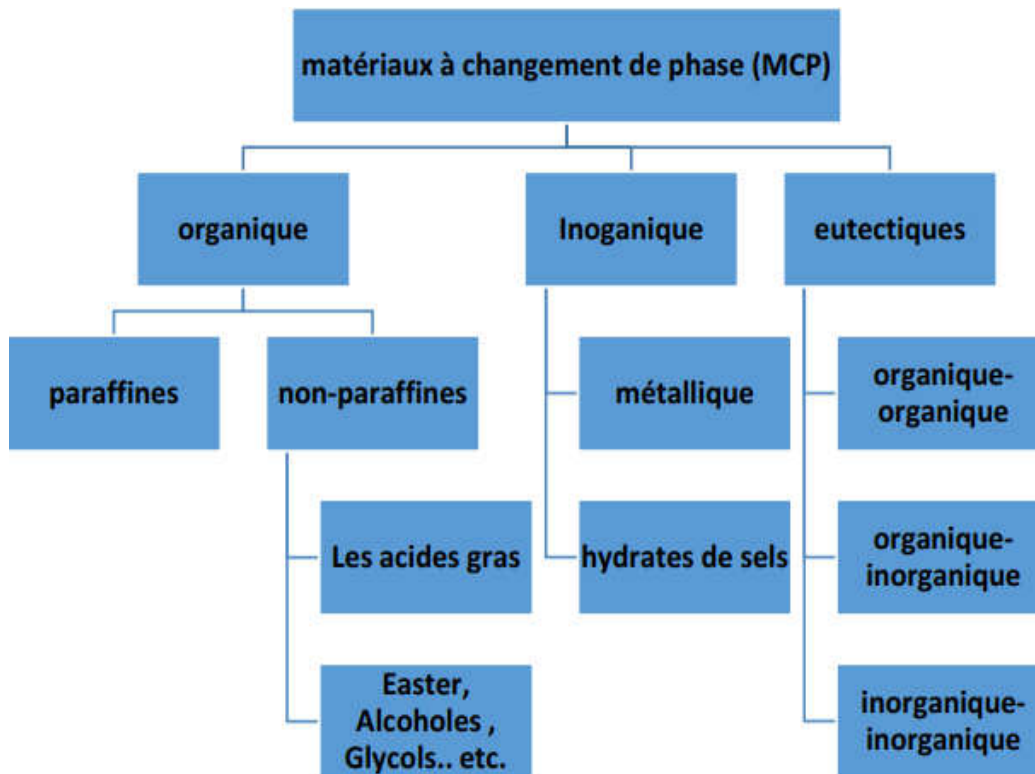 matériaux à changement de phase (MCP)
organique
Inoganique
eutectiques
paraffines
non-paraffines
métallique
organique-
organique
Les acides gras
hydrates de sels
organique-
inorganique
Easter,
Alcoholes ,
Glycols.. etc.
inorganique-
inorganique